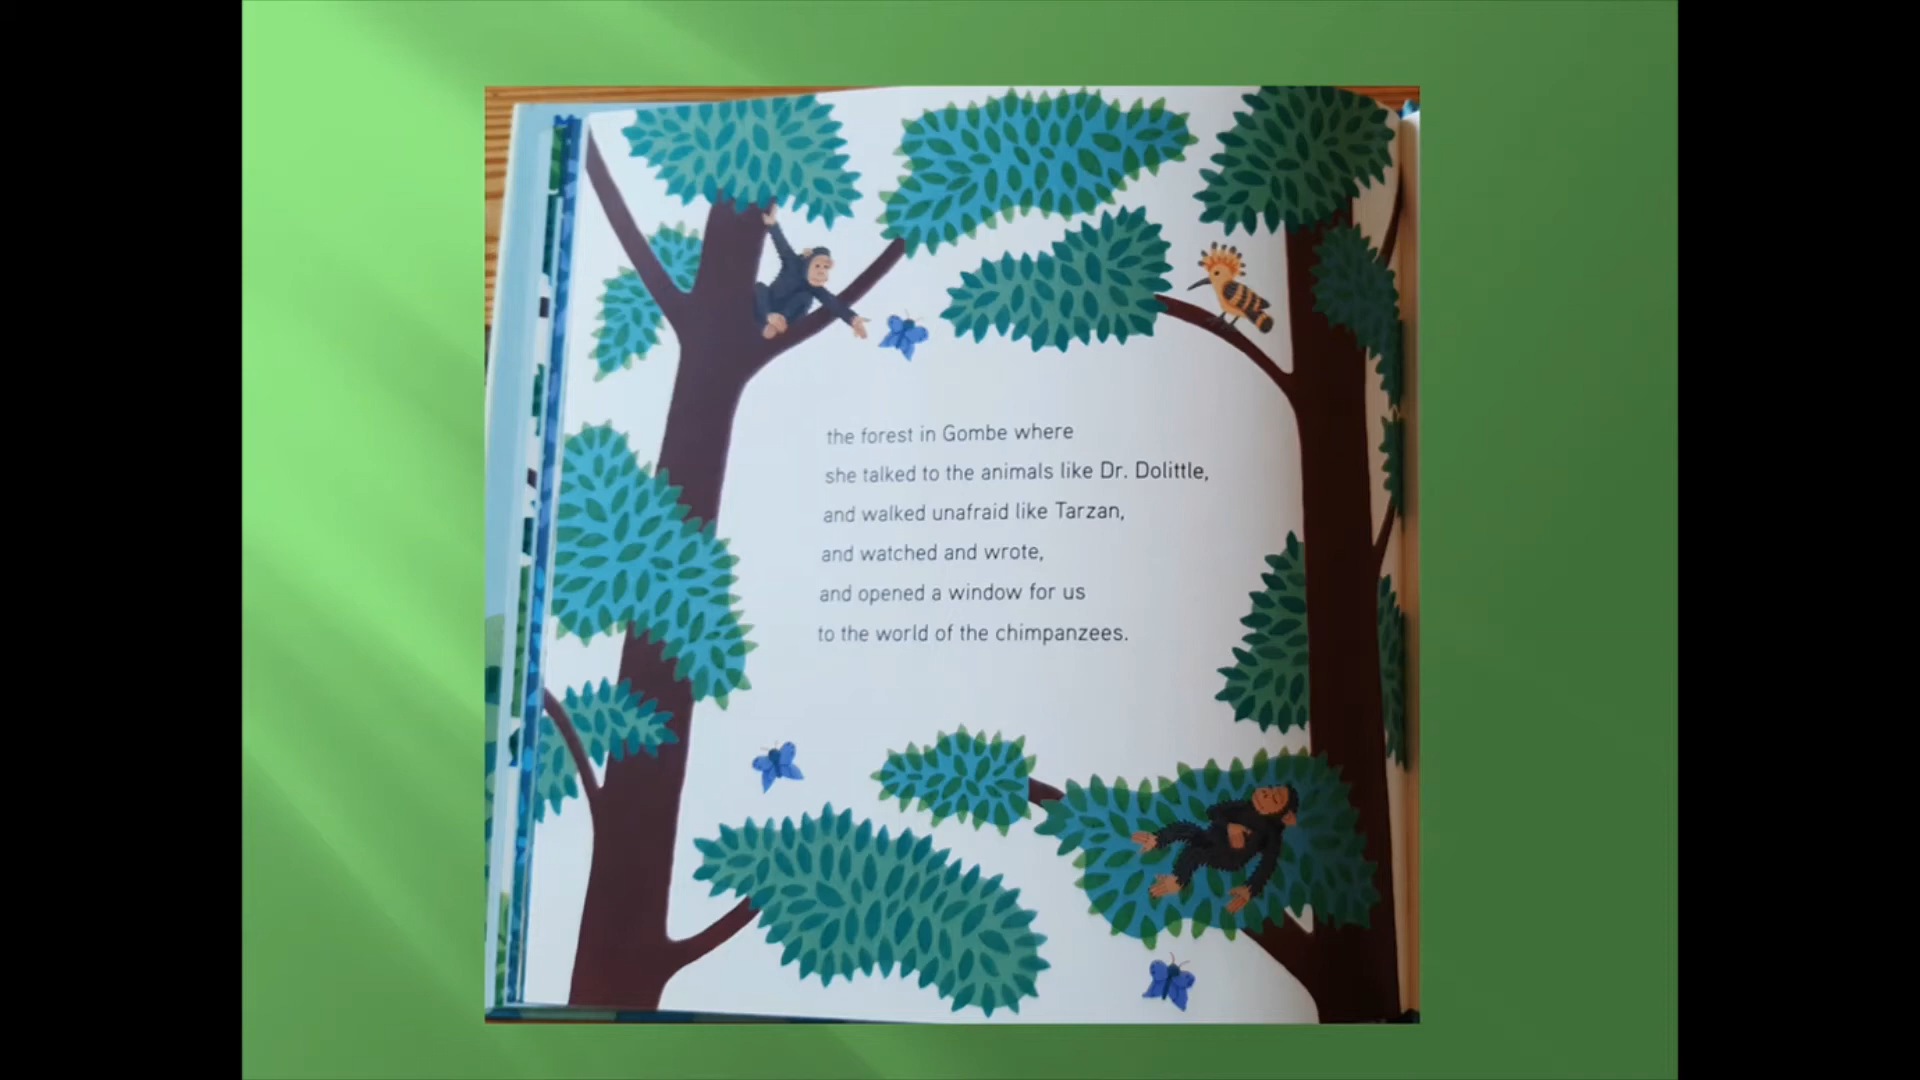 the forest in Gombe where
she talked to the animals like Dr. Dolittle,
and walked unafraid like Tarzan,
and watched and wrote,
and opened a window for us
to the world of the chimpanzees.